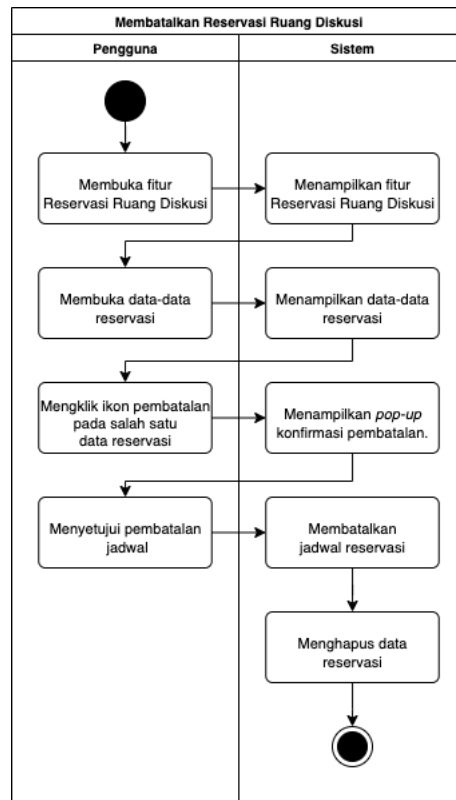 Membatalkan Reservasi Ruang Diskusi
Pengguna
Sistem
Membuka fitur
Reservasi Ruang Diskusi
Menampilkan fitur
Reservasi Ruang Diskusi
Membuka data-data
reservasi
Menampilkan data-data
reservasi
Mengklik ikon pembatalan
pada salah satu
data reservasi
Menampilkan pop-up
konfirmasi pembatalan.
Menyetujui pembatalan
jadwal
Membatalkan
jadwal reservasi
Menghapus data
reservasi